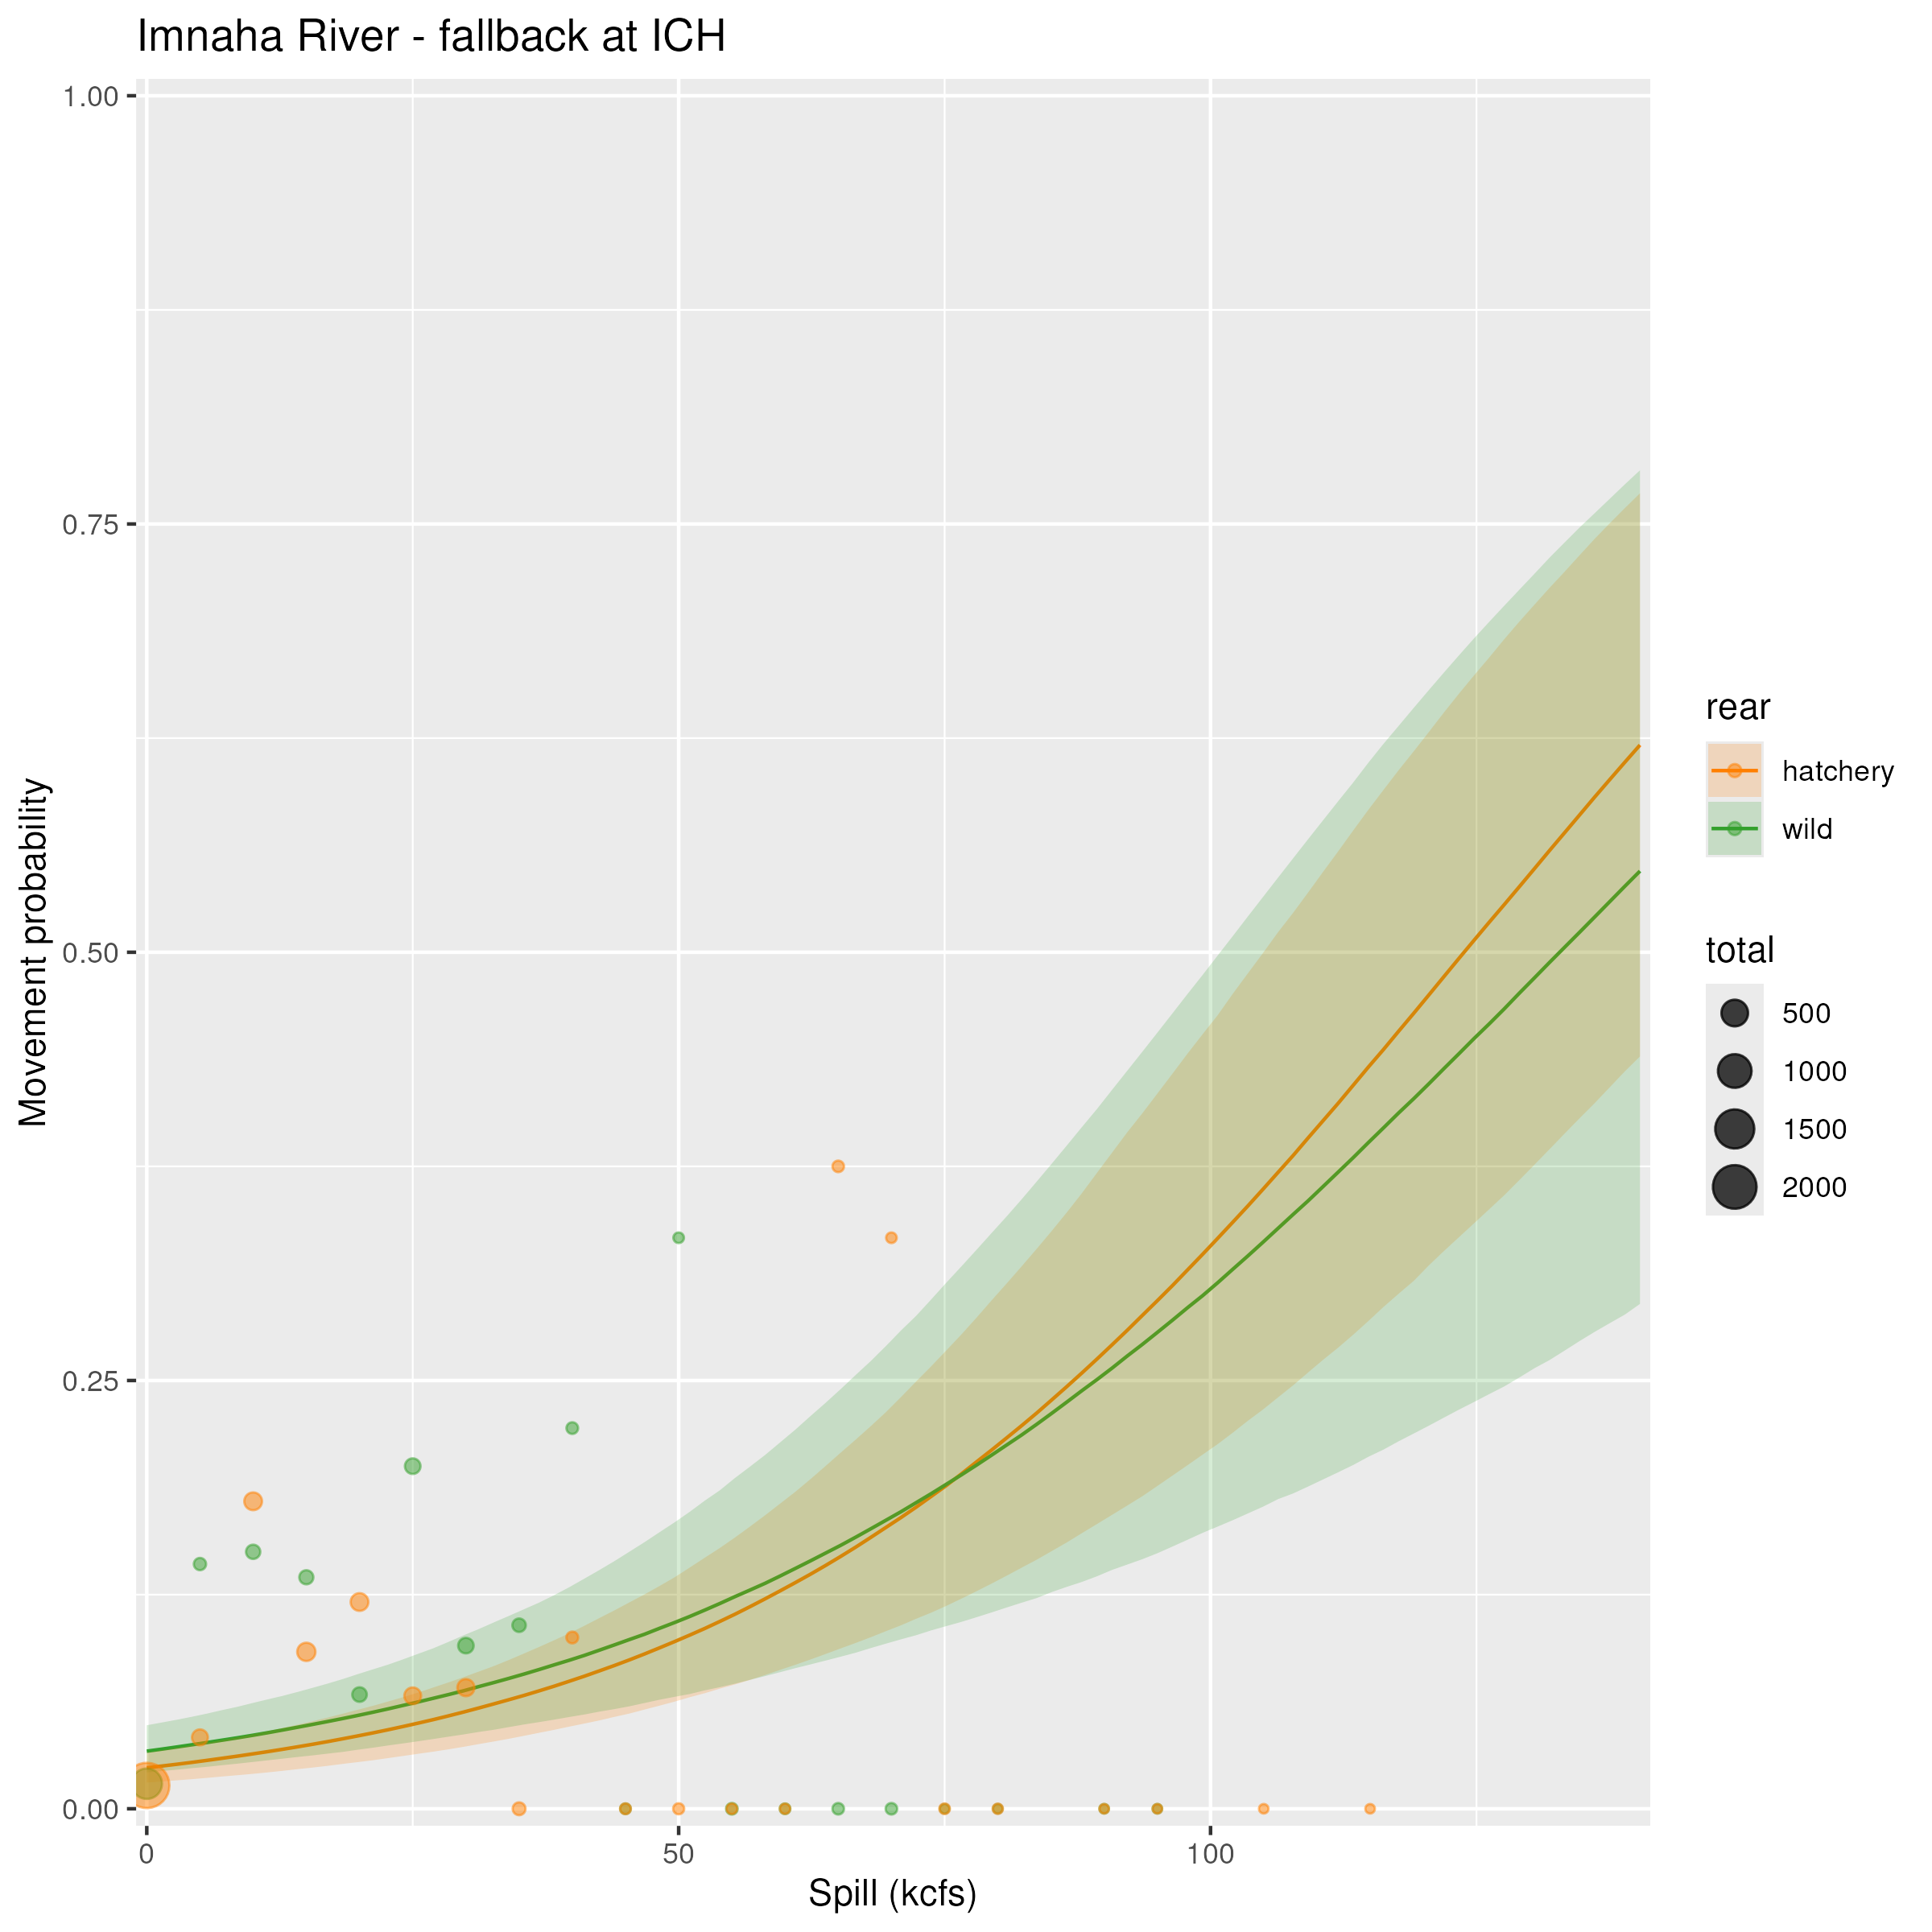 Imnaha River - fallback at ICH
1.00
0.75
0.50
0.25
0.00
Movement probability
0
50
100
Spill (kcfs)
rear
hatchery
wild
total
500
1000
1500
2000